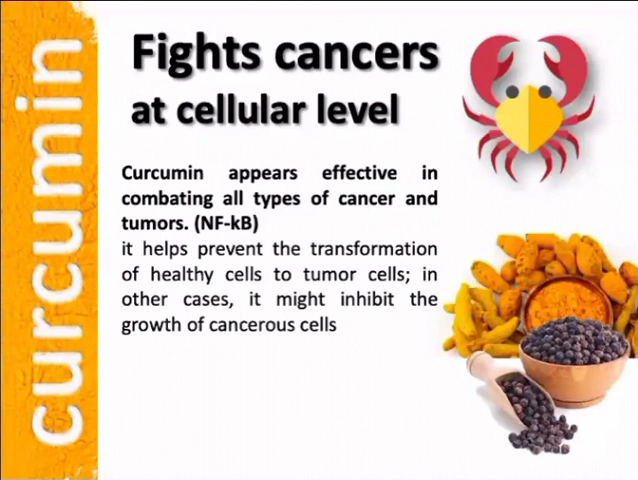 curcumin
Fights cancers
at cellular level
Curcumin appears effective in
combating all types of cancer and
tumors. (NF-kB)
it helps prevent the transformation
of healthy cells to tumor cells; in
other cases, it might inhibit the
growth of cancerous cells